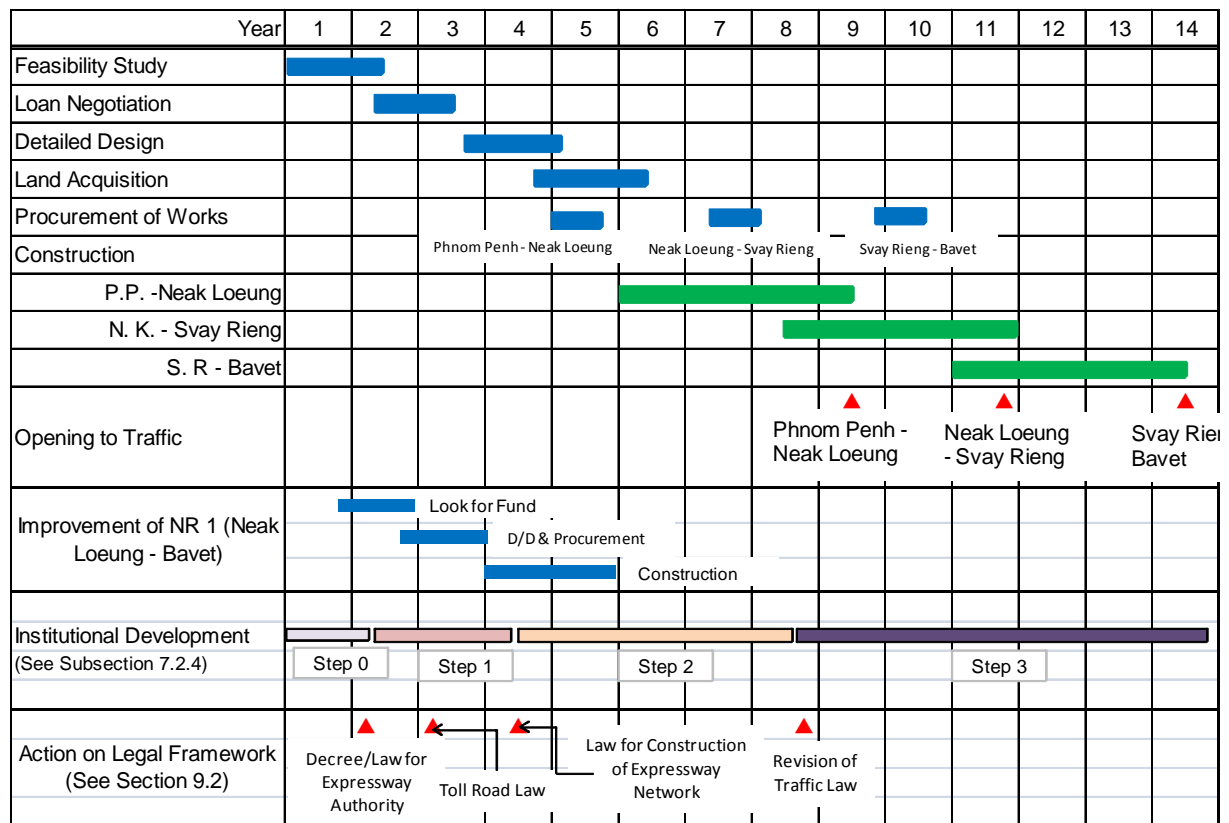 Year 1 2 3 4 5 6 7 8 9 10 11 12 13 14
Feasibility Study
Loan Negotiation
Detailed Design
Land Acquisition
Procurement of Works
Phnom Penh - Neak Loeung
Neak Loeung - Svay Rieng
Svay Rieng - Bavet
Construction
P.P. -Neak Loeung
N. K. - Svay Rieng
S. R - Bavet
Opening to Traffic
Phnom Penh -
Neak Loeung
Neak Loeung
- Svay Rieng
Svay Rier
Bavet
Improvement of NR 1 (Neak
Loeung - Bavet)
Look for Fund
D/D & Procurement
Construction
Institutional Development
(See Subsection 7.2.4)
Step 0
Step 1
Step 2
Step 3
Action on Legal Framework
(See Section 9.2)
Decree/Law for
Expressway
Authority
Toll Road Law
Law for Construction
of Expressway
Network
Revision of
Traffic Law